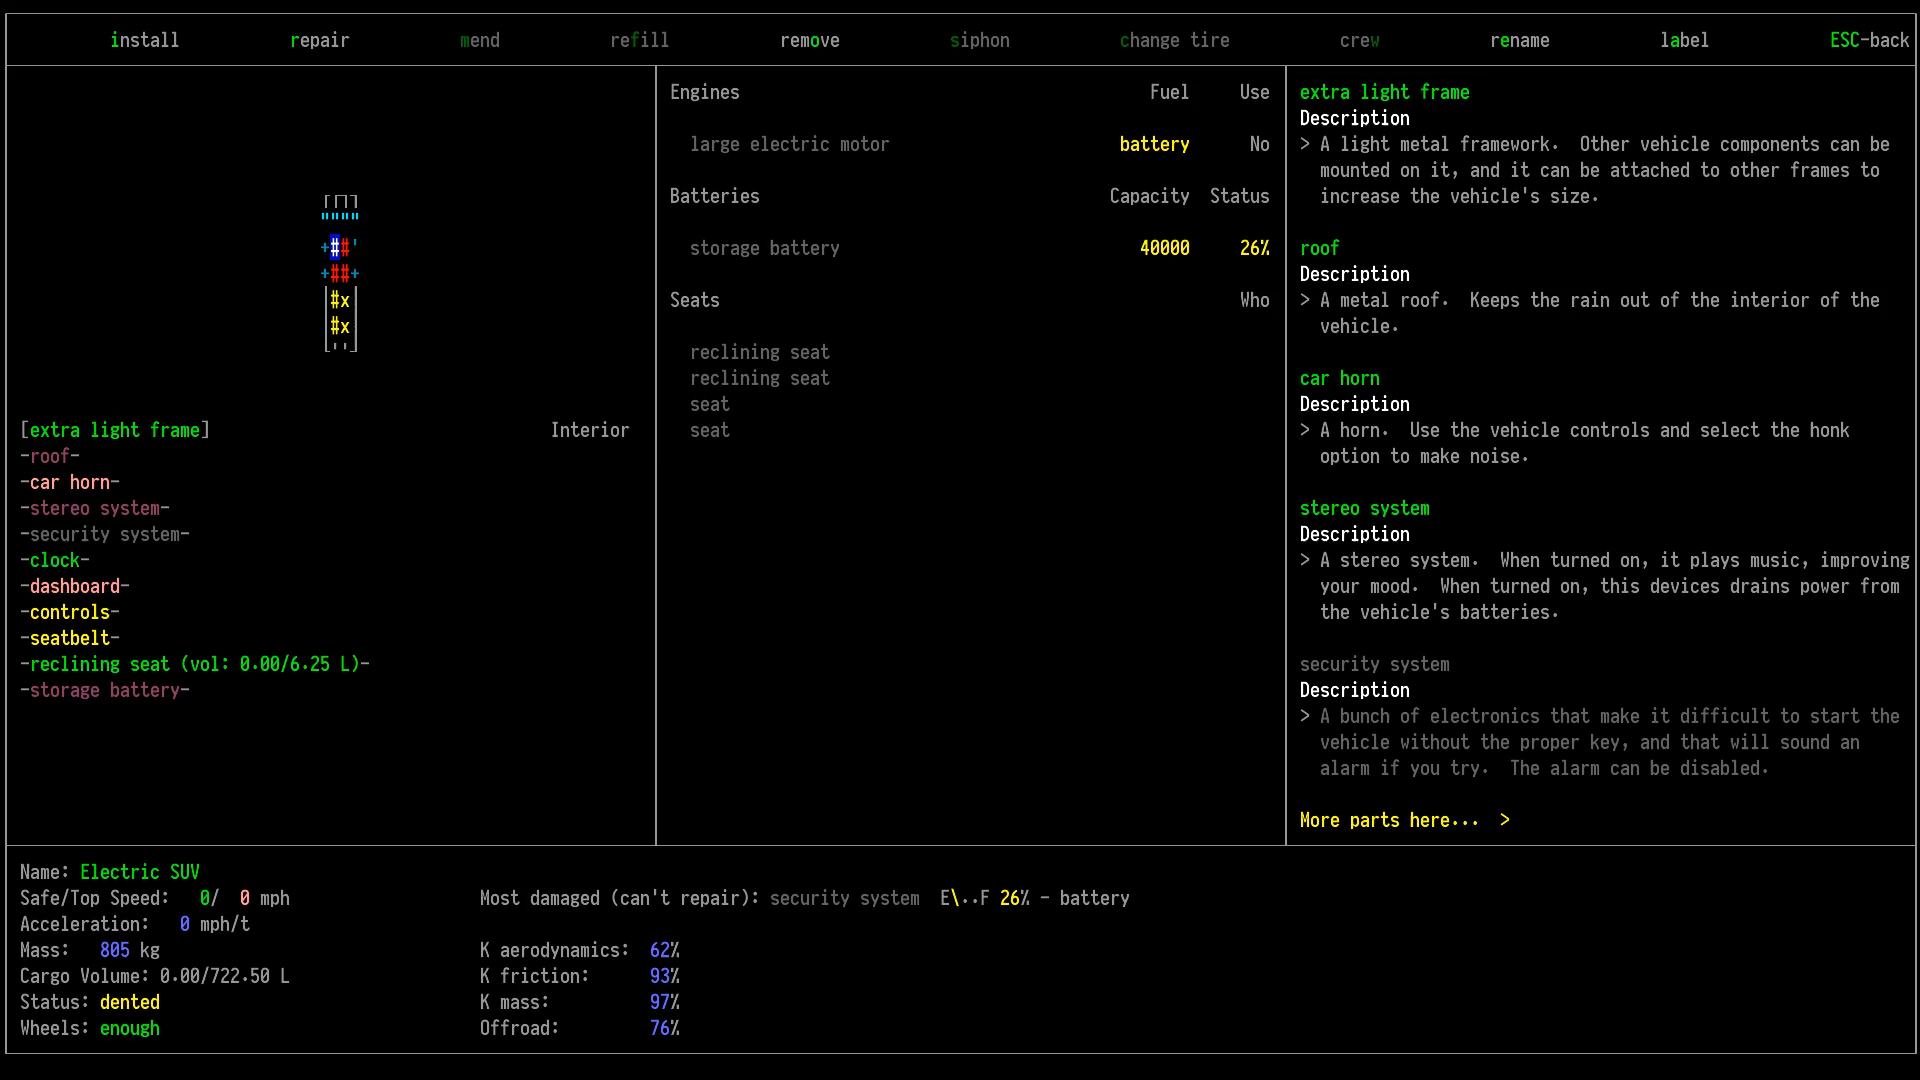 install repair mend refill remove siphon change tire crew rename label ESC-back
Engines Fuel Use
large electric motor battery No
Batteries Capacity Status
storage battery 40000 26%
Seats Who
reclining seat
reclining seat
seat
seat
""""
+##'
+##+
#x
#x
''
[extra light frame] Interior
-roof-
-car horn-
-stereo system-
-security system-
-clock-
-dashboard-
-controls-
-seatbelt-
-reclining seat (vol: 0.00/6.25 L)-
-storage battery-
extra light frame
Description
> A light metal framework.  Other vehicle components can be
mounted on it, and it can be attached to other frames to
increase the vehicle's size.
roof
Description
> A metal roof.  Keeps the rain out of the interior of the
vehicle.
car horn
Description
> A horn.  Use the vehicle controls and select the honk
option to make noise.
stereo system
Description
> A stereo system.  When turned on, it plays music, improving
your mood.  When turned on, this devices drains power from
the vehicle's batteries.
security system
Description
> A bunch of electronics that make it difficult to start the
vehicle without the proper key, and that will sound an
alarm if you try.  The alarm can be disabled.
More parts here...  >
Name: Electric SUV
Safe/Top Speed: 0/ 0 mph Most damaged (can't repair): security system E\..F 26% - battery
Acceleration: 0 mph/t
Mass: 805 kg K aerodynamics: 62%
Cargo Volume: 0.00/722.50 L K friction: 93%
Status: dented K mass: 97%
Wheels: enough Offroad: 76%